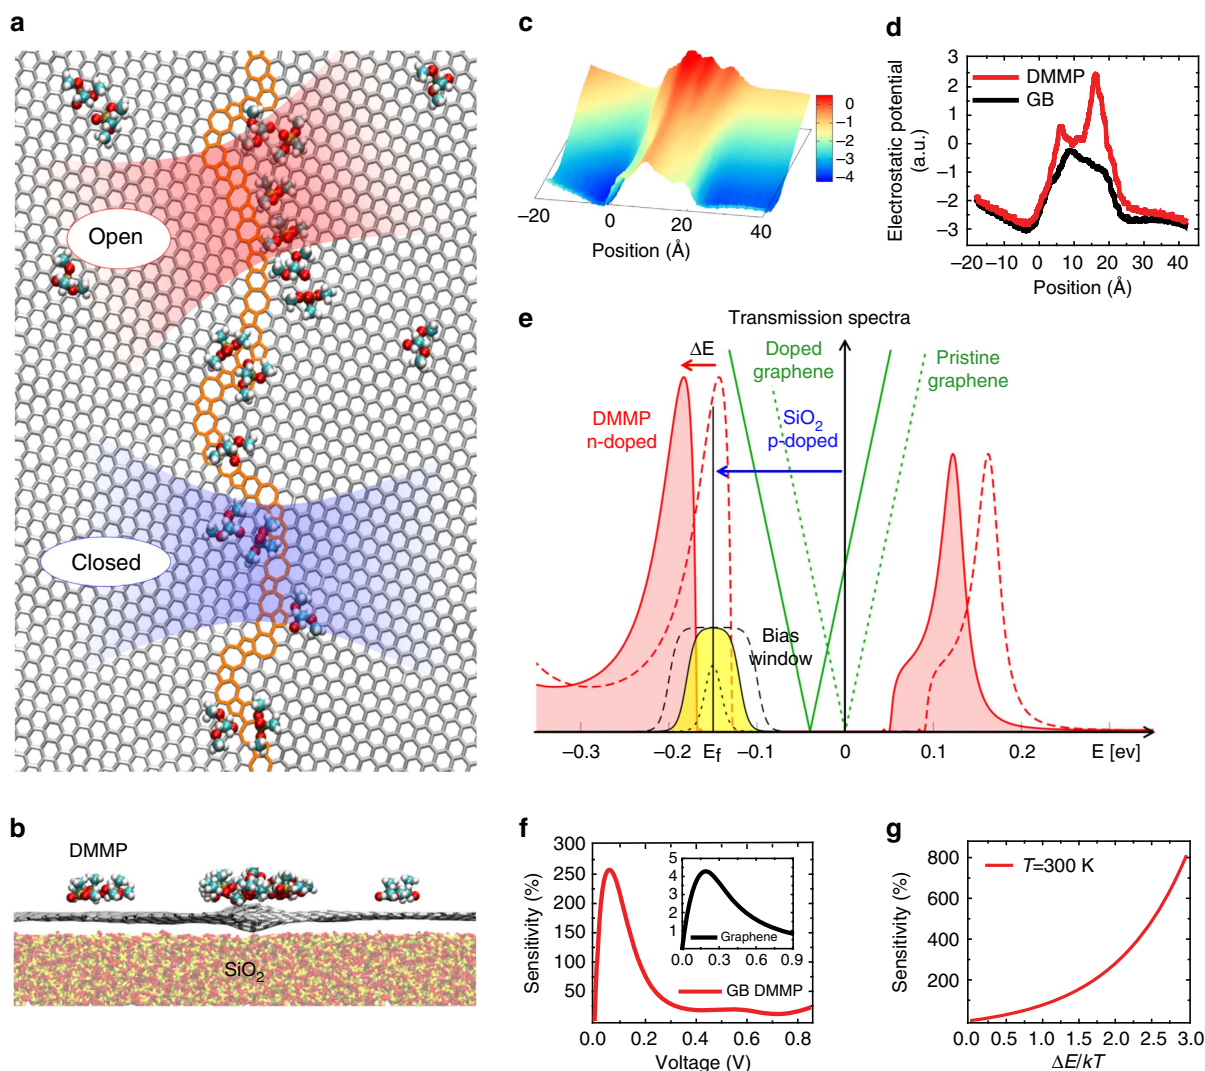 a
Open
Closed
b
DMMP
SiO2
c
0
−1
−2
−3
−4
−20
0
20
40
Position (Å)
d
3
2
1
0
−1
−2
−3
DMMP
GB
Electrostatic potential
(a.u.)
−20
−10
0
10
20
30
40
Position (Å)
e
Transmission spectra
ΔE
Doped
graphene
Pristine
graphene
DMMP
n-doped
SiO2
p-doped
Bias
window
−0.3
−0.2
Ef
−0.1
0
0.1
0.2
E [ev]
f
300
250
200
150
100
50
Sensitivity (%)
5
4
3
2
1
Graphene
0.0
0.3
0.6
0.9
GB DMMP
0.0
0.2
0.4
0.6
0.8
Voltage (V)
g
800
600
400
200
Sensitivity (%)
T=300 K
0.0
0.5
1.0
1.5
2.0
2.5
3.0
ΔE/kT